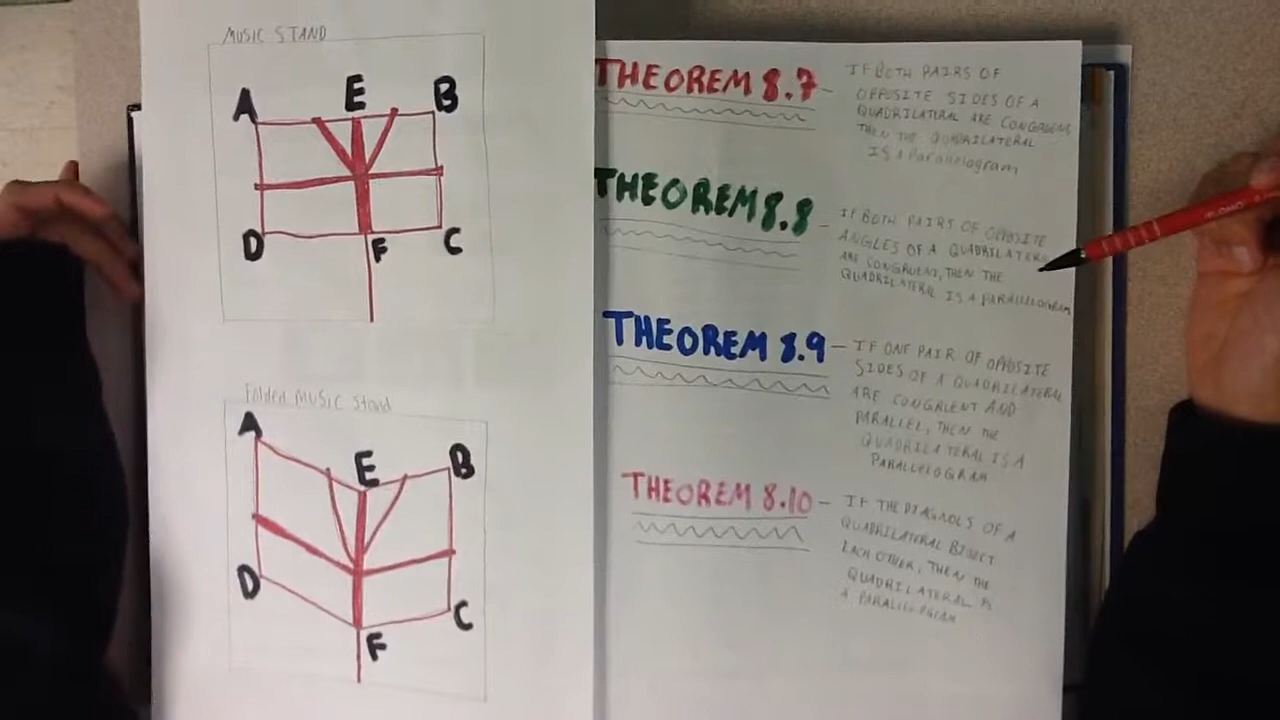 MUSIC STAND
A E B
D F C
Folded MUSIC Stand
A
E B
D
F C
THEOREM 8.7 - IF BOTH PAIRS OF
OPPOSITE SIDES OF A
QUADRILATERAL ARE CONGRUENT
THEN THE QUADRILATERAL
IS A Parallelogram
THEOREM 8.8 - IF BOTH PAIRS OF OPPOSITE
ANGLES OF A QUADRILATERAL
ARE CONGRUENT, THEN THE
QUADRILATERAL IS A PARALLELOGRAM
THEOREM 8.9 - IF ONE PAIR OF OPPOSITE
SIDES OF A QUADRILATERAL
ARE CONGRUENT AND
PARALLEL, THEN THE
QUADRILATERAL IS A
PARALLELOGRAM
THEOREM 8.10 - IF THE DIAGNOLS OF A
QUADRILATERAL BISECT
EACH OTHER, THEN THE
QUADRILATERAL IS
A PARALLELOGRAM